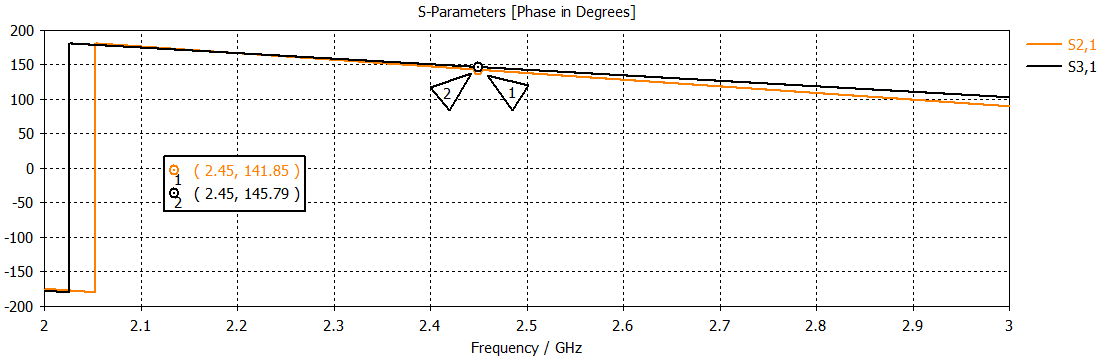 S-Parameters [Phase in Degrees]
200
150
100
50
0
-50
-100
-150
-200
S2,1
S3,1
2
1
1 ( 2.45, 141.85 )
2 ( 2.45, 145.79 )
2 2.1 2.2 2.3 2.4 2.5 2.6 2.7 2.8 2.9 3
Frequency / GHz